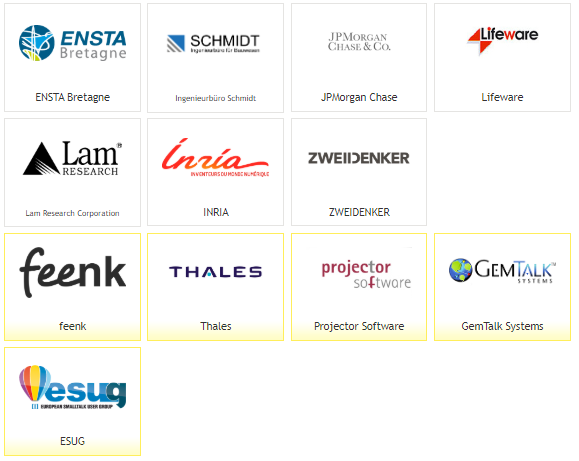 ENSTA
Bretagne
ENSTA Bretagne
SCHMIDT
Ingenieurbüro für Bauwesen
Ingenieurbüro Schmidt
JPMORGAN
CHASE & CO.
JPMorgan Chase
Lifeware
Lifeware
Lam®
RESEARCH
Lam Research Corporation
inria
INVENTEURS DU MONDE NUMÉRIQUE
INRIA
ZWEIDENKER
ZWEIDENKER
feenk
feenk
THALES
Thales
projector
software
Projector Software
GEMTALK™
SYSTEMS
GemTalk Systems
esug
EUROPEAN SMALLTALK USER GROUP
ESUG